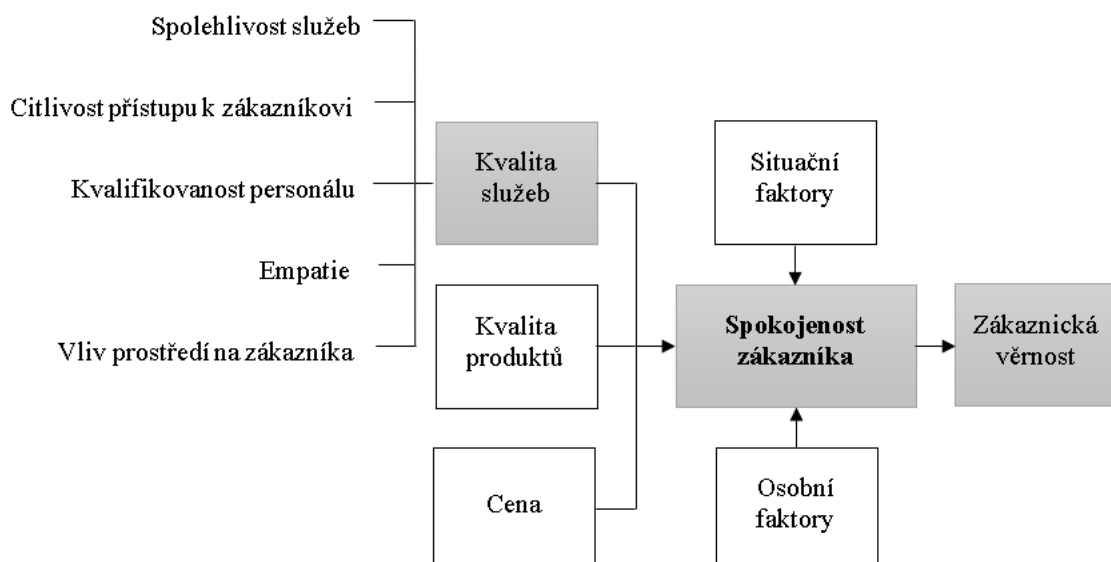 Spolehlivost služeb
Citlivost přístupu k zákazníkovi
Kvalifikovanost personálu
Empatie
Vliv prostředí na zákazníka
Kvalita
služeb
Kvalita
produktů
Cena
Situační
faktory
Spokojenost
zákazníka
Osobní
faktory
Zákaznická
věrnost